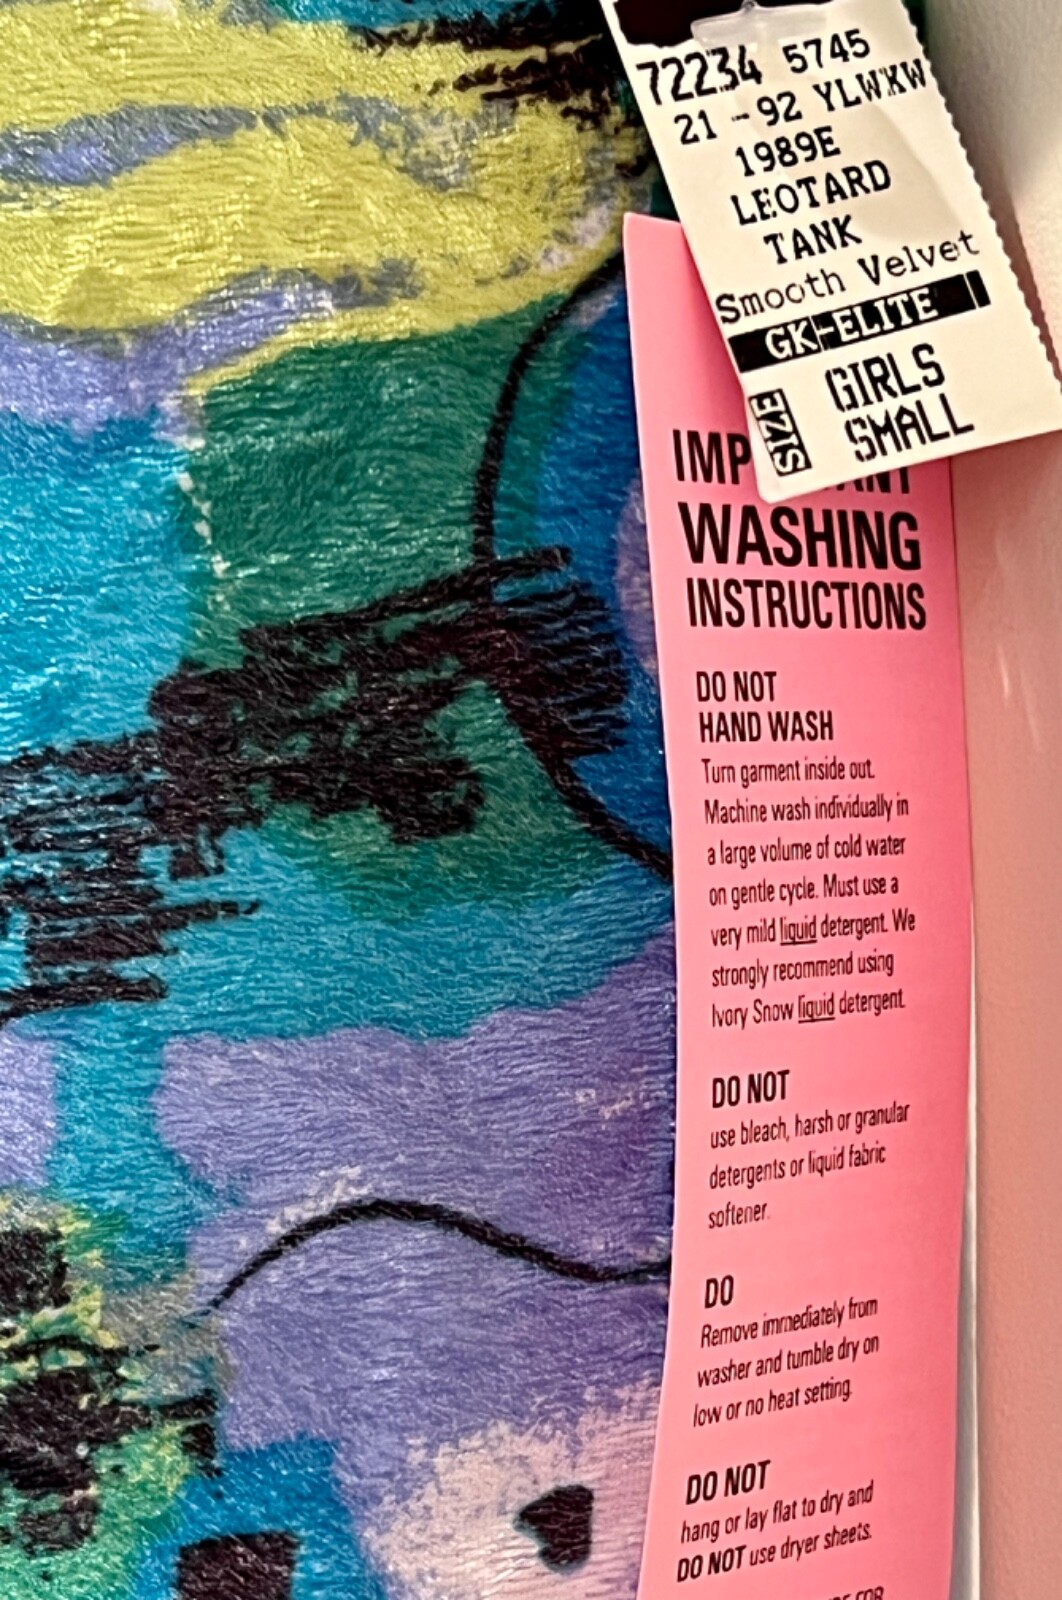 72234 5745
21 - 92 YLWXW
1989E
LEOTARD
TANK
Smooth Velvet
GK-ELITE
SIZE
GIRLS
SMALL
WASHING
INSTRUCTIONS
DO NOT
HAND WASH
Turn garment inside out.
Machine wash individually in
a large volume of cold water
on gentle cycle. Must use a
very mild liquid detergent. We
strongly recommend using
Ivory Snow liquid detergent.
DO NOT
use bleach, harsh or granular
detergents or liquid fabric
softener.
DO
Remove immediately from
washer and tumble dry on
low or no heat setting.
DO NOT
hang or lay flat to dry and
DO NOT use dryer sheets.
FOR